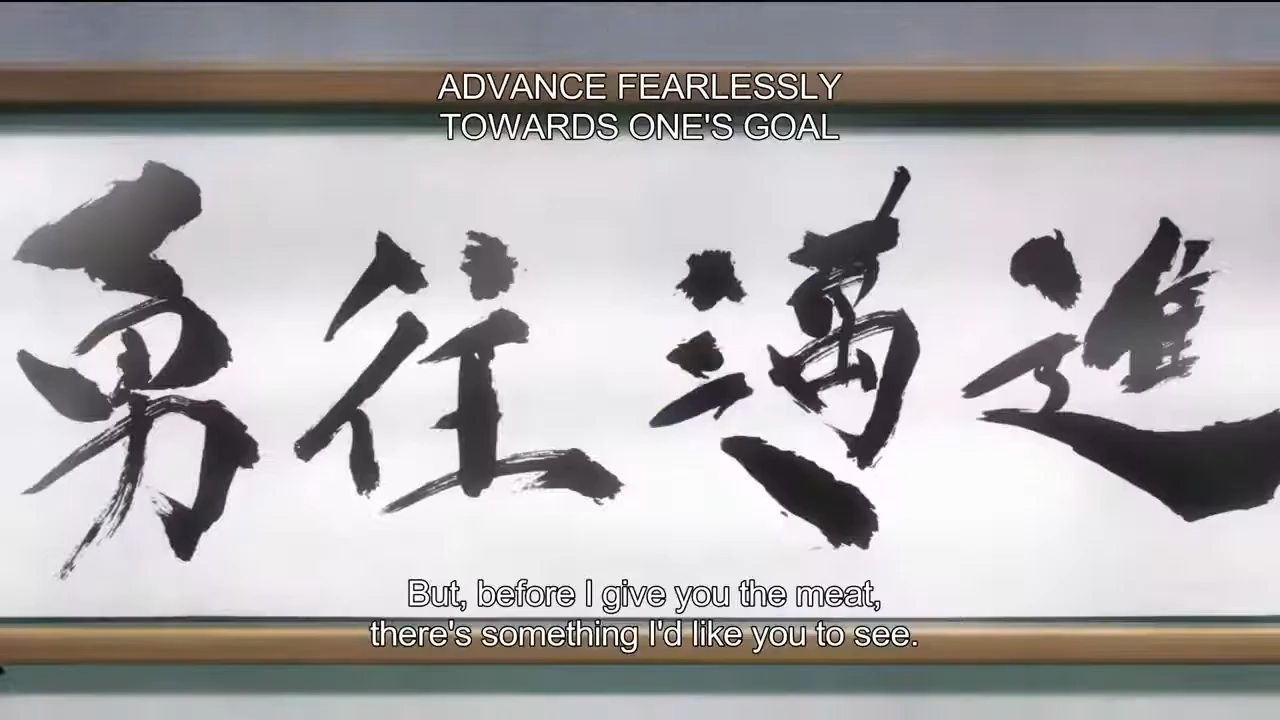 ADVANCE FEARLESSLY
TOWARDS ONE'S GOAL
勇往邁進
But, before I give you the meat,
there's something I'd like you to see.